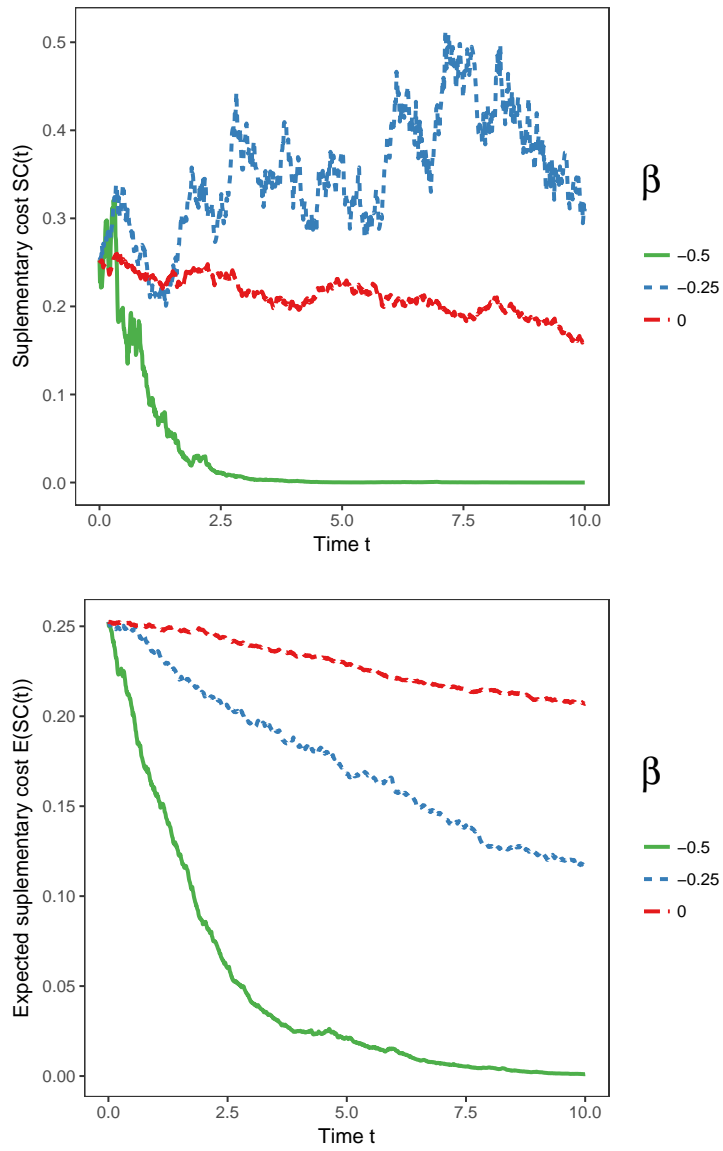 Suplementary cost SC(t)
0.5
0.4
0.3
0.2
0.1
0.0
0.0 2.5 5.0 7.5 10.0
Time t
β
−0.5
−0.25
0
Expected suplementary cost E(SC(t))
0.25
0.20
0.15
0.10
0.05
0.00
0.0 2.5 5.0 7.5 10.0
Time t
β
−0.5
−0.25
0